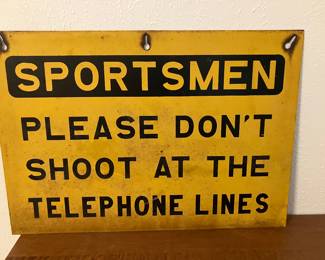 SPORTSMEN
PLEASE DON'T
SHOOT AT THE
TELEPHONE LINES